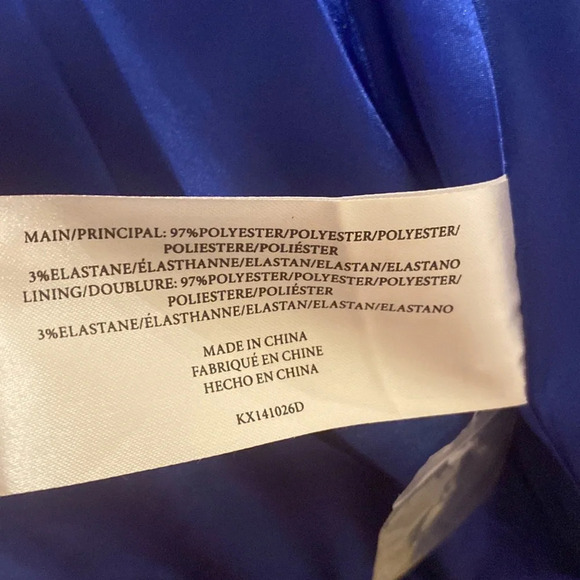 MAIN/PRINCIPAL: 97%POLYESTER/POLYESTER/POLYESTER/
POLIESTERE/POLIÉSTER
3%ELASTANE/ÉLASTHANNE/ELASTAN/ELASTAN/ELASTANO
LINING/DOUBLURE: 97%POLYESTER/POLYESTER/POLYESTER/
POLIESTERE/POLIÉSTER
3%ELASTANE/ÉLASTHANNE/ELASTAN/ELASTAN/ELASTANO
MADE IN CHINA
FABRIQUÉ EN CHINE
HECHO EN CHINA
KX141026D